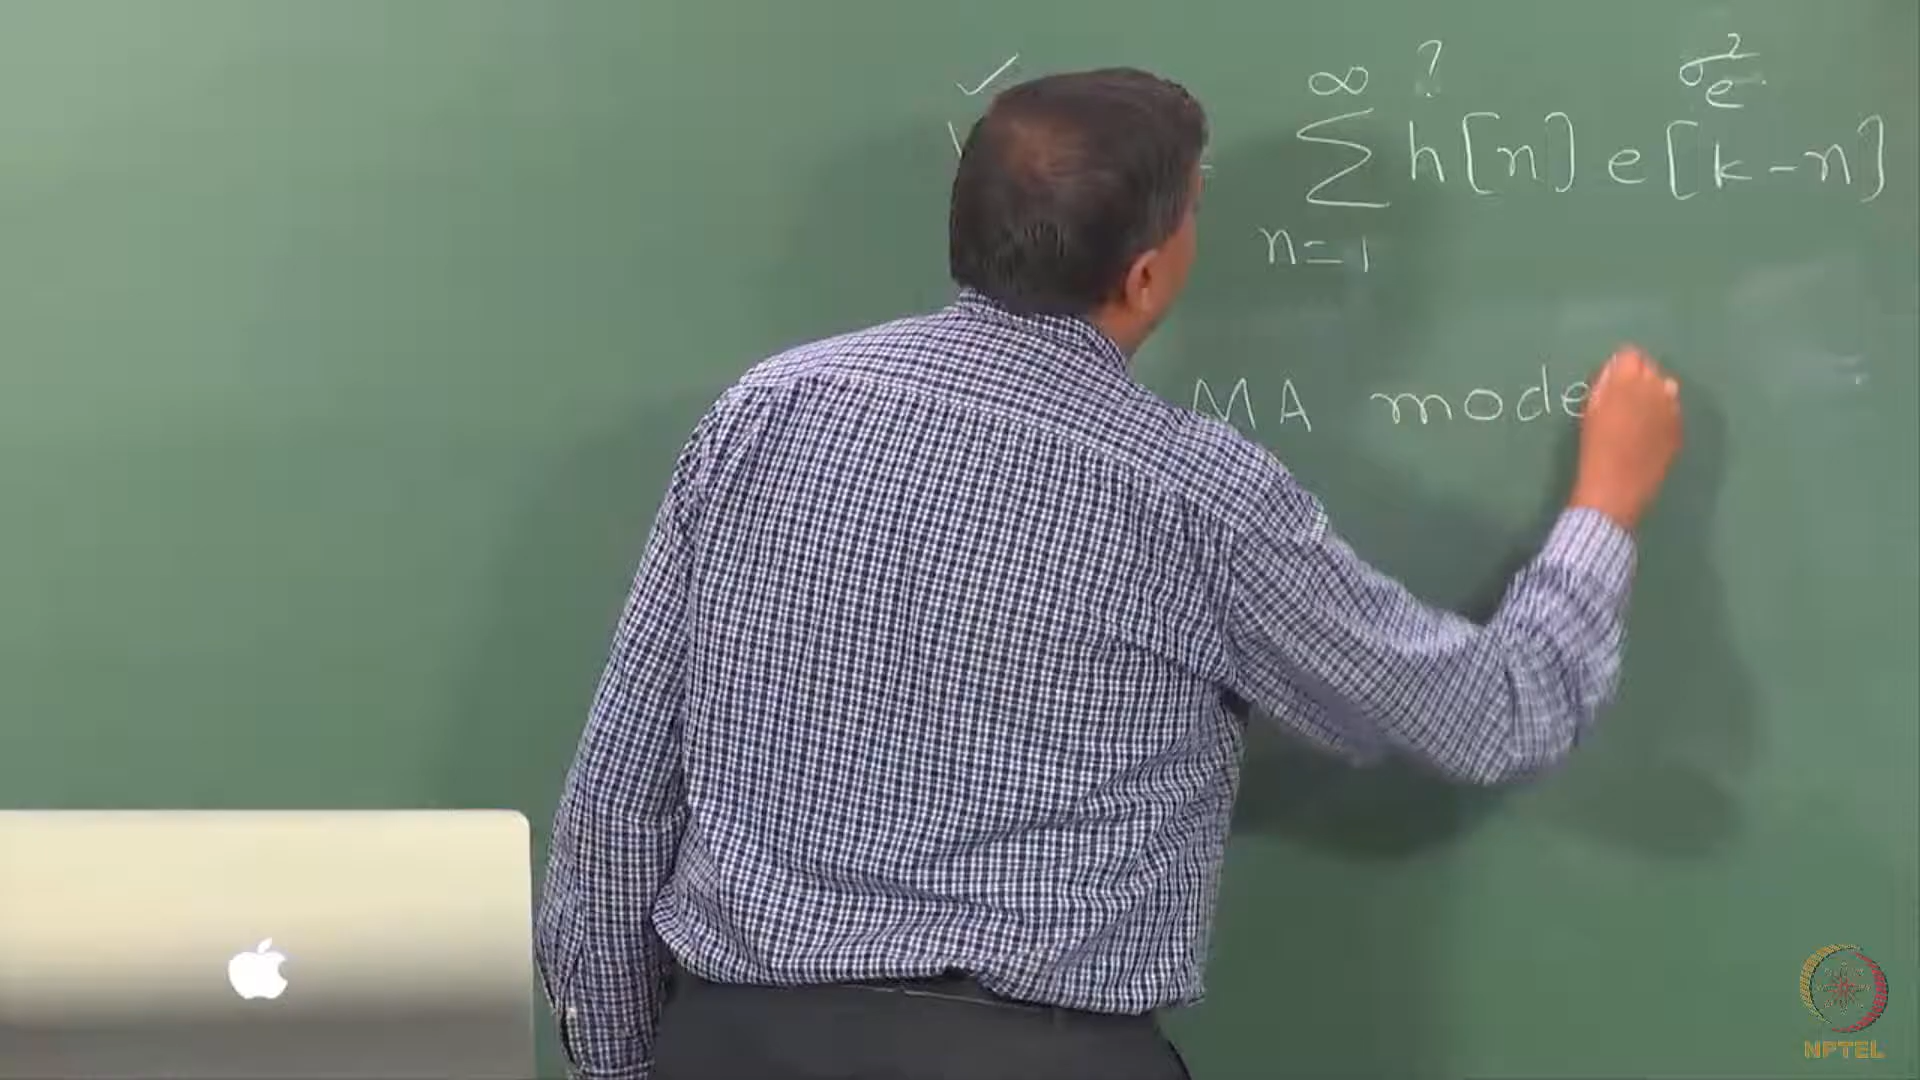 ✓ ∞ ? σ²e
= Σ h[n] e[k-n]
n=1
MA mode
NPTEL